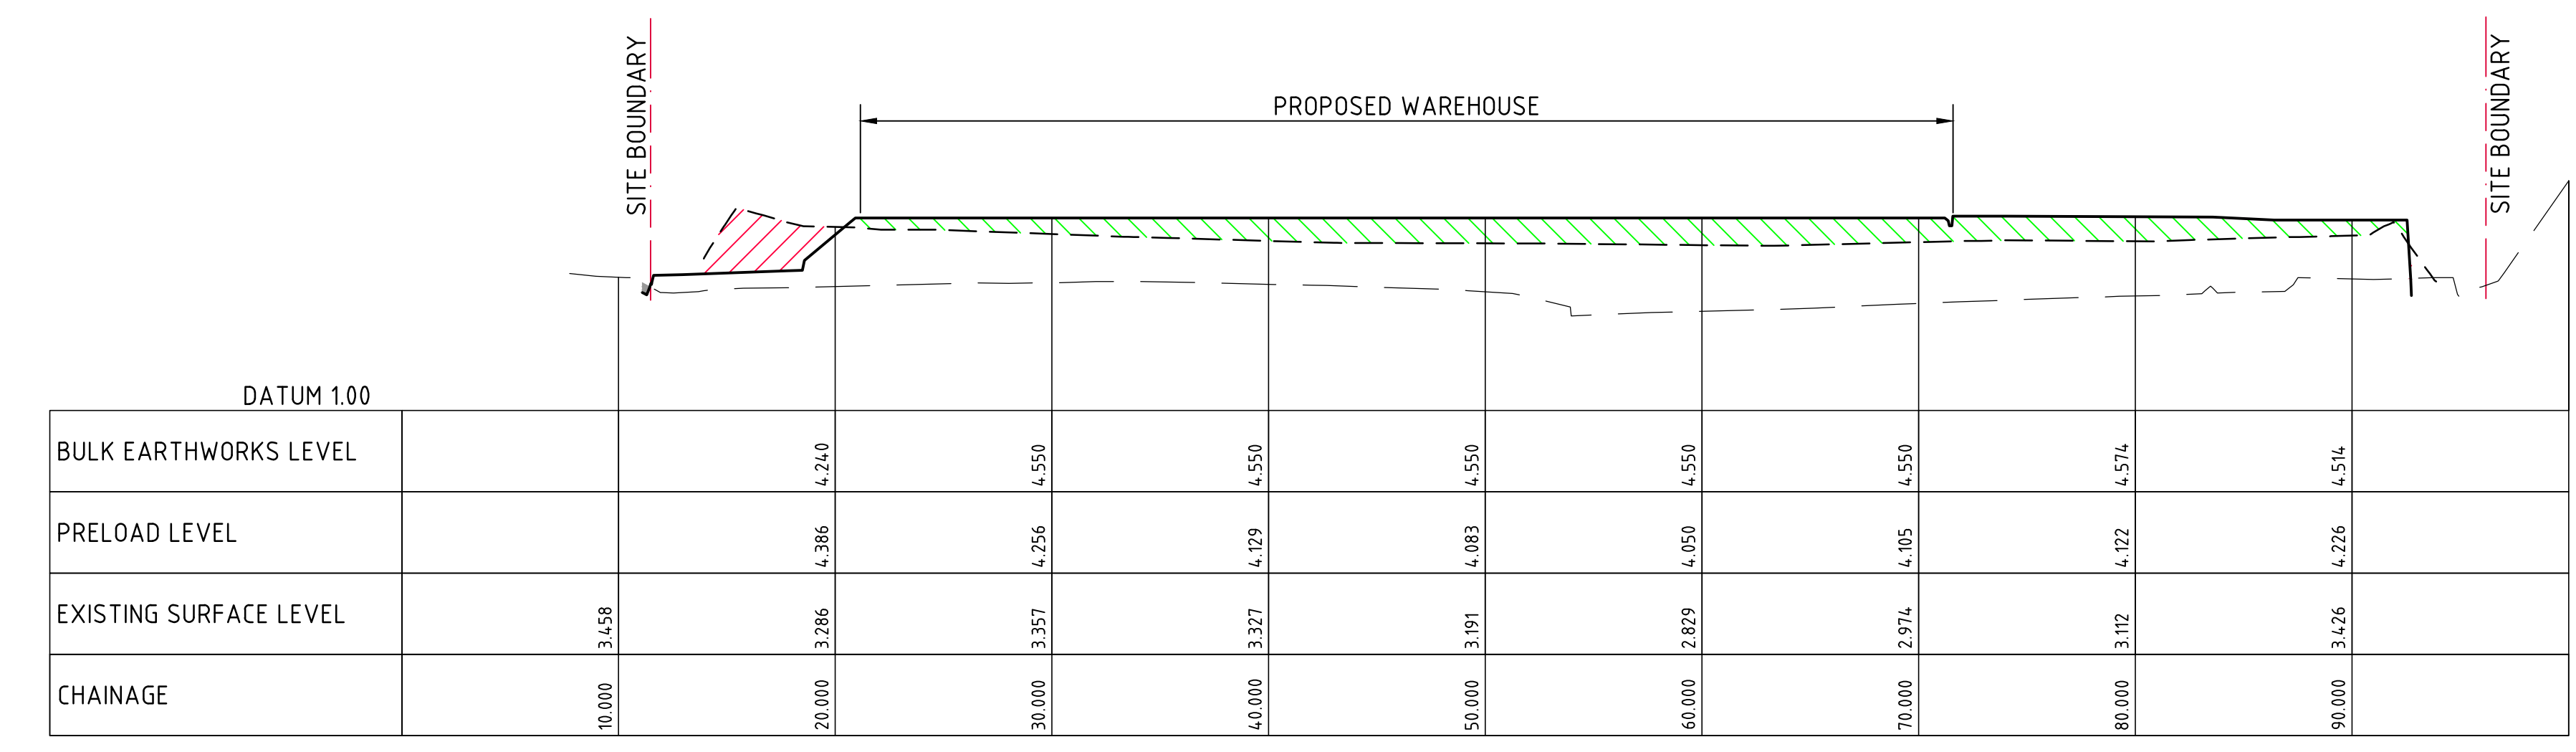 SITE BOUNDARY
PROPOSED WAREHOUSE
SITE BOUNDARY
DATUM 1.00
BULK EARTHWORKS LEVEL 4.240 4.550 4.550 4.550 4.550 4.550 4.574 4.514
PRELOAD LEVEL 4.386 4.256 4.129 4.083 4.050 4.105 4.122 4.226
EXISTING SURFACE LEVEL 3.458 3.286 3.357 3.327 3.191 2.829 2.974 3.112 3.426
CHAINAGE 10.000 20.000 30.000 40.000 50.000 60.000 70.000 80.000 90.000